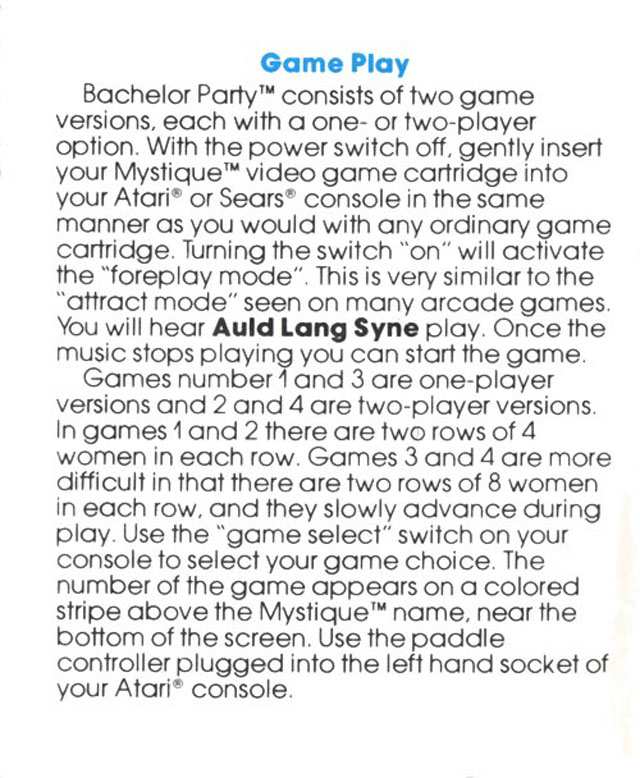 Game Play
Bachelor Party™ consists of two game
versions, each with a one- or two-player
option. With the power switch off, gently insert
your Mystique™ video game cartridge into
your Atari® or Sears® console in the same
manner as you would with any ordinary game
cartridge. Turning the switch "on" will activate
the "foreplay mode". This is very similar to the
"attract mode" seen on many arcade games.
You will hear Auld Lang Syne play. Once the
music stops playing you can start the game.
Games number 1 and 3 are one-player
versions and 2 and 4 are two-player versions.
In games 1 and 2 there are two rows of 4
women in each row. Games 3 and 4 are more
difficult in that there are two rows of 8 women
in each row, and they slowly advance during
play. Use the "game select" switch on your
console to select your game choice. The
number of the game appears on a colored
stripe above the Mystique™ name, near the
bottom of the screen. Use the paddle
controller plugged into the left hand socket of
your Atari® console.